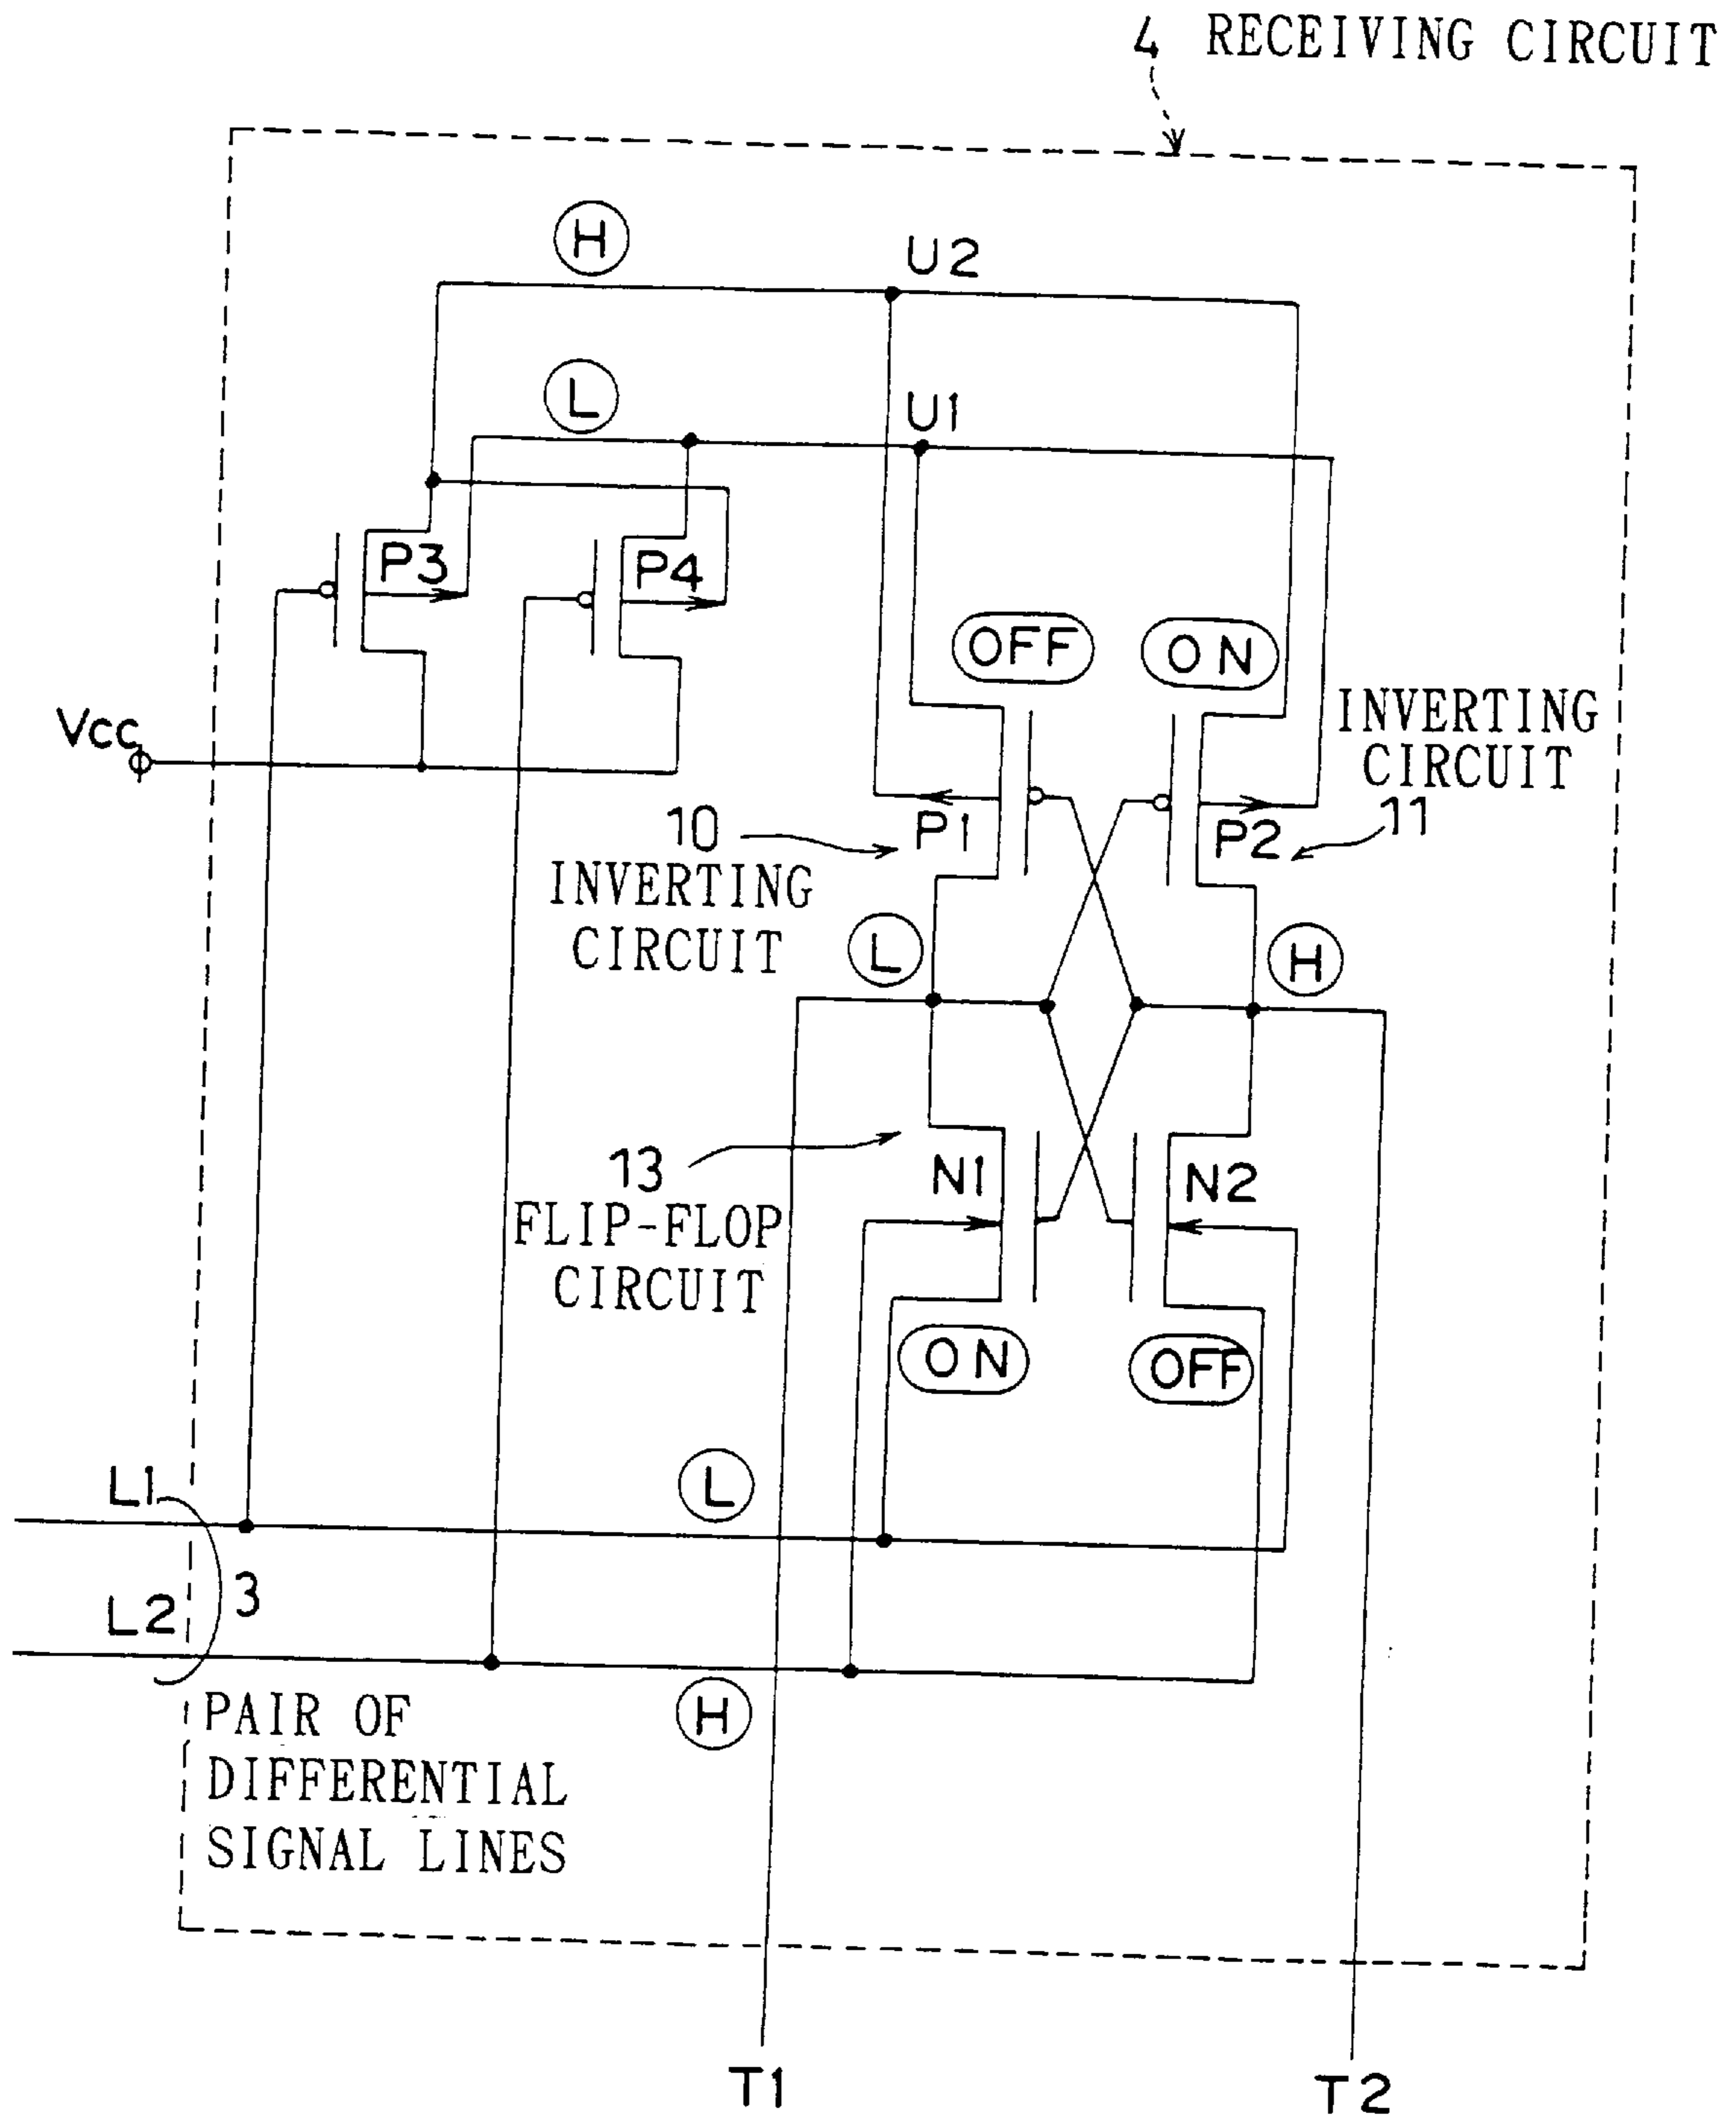 4 RECEIVING CIRCUIT
H
U2
L
U1
P3
P4
OFF
ON
Vcc
INVERTING
CIRCUIT
11
10
INVERTING
CIRCUIT
P1
P2
L
H
13
FLIP-FLOP
CIRCUIT
N1
N2
ON
OFF
L1
L
3
L2
H
PAIR OF
DIFFERENTIAL
SIGNAL LINES
T1
T2